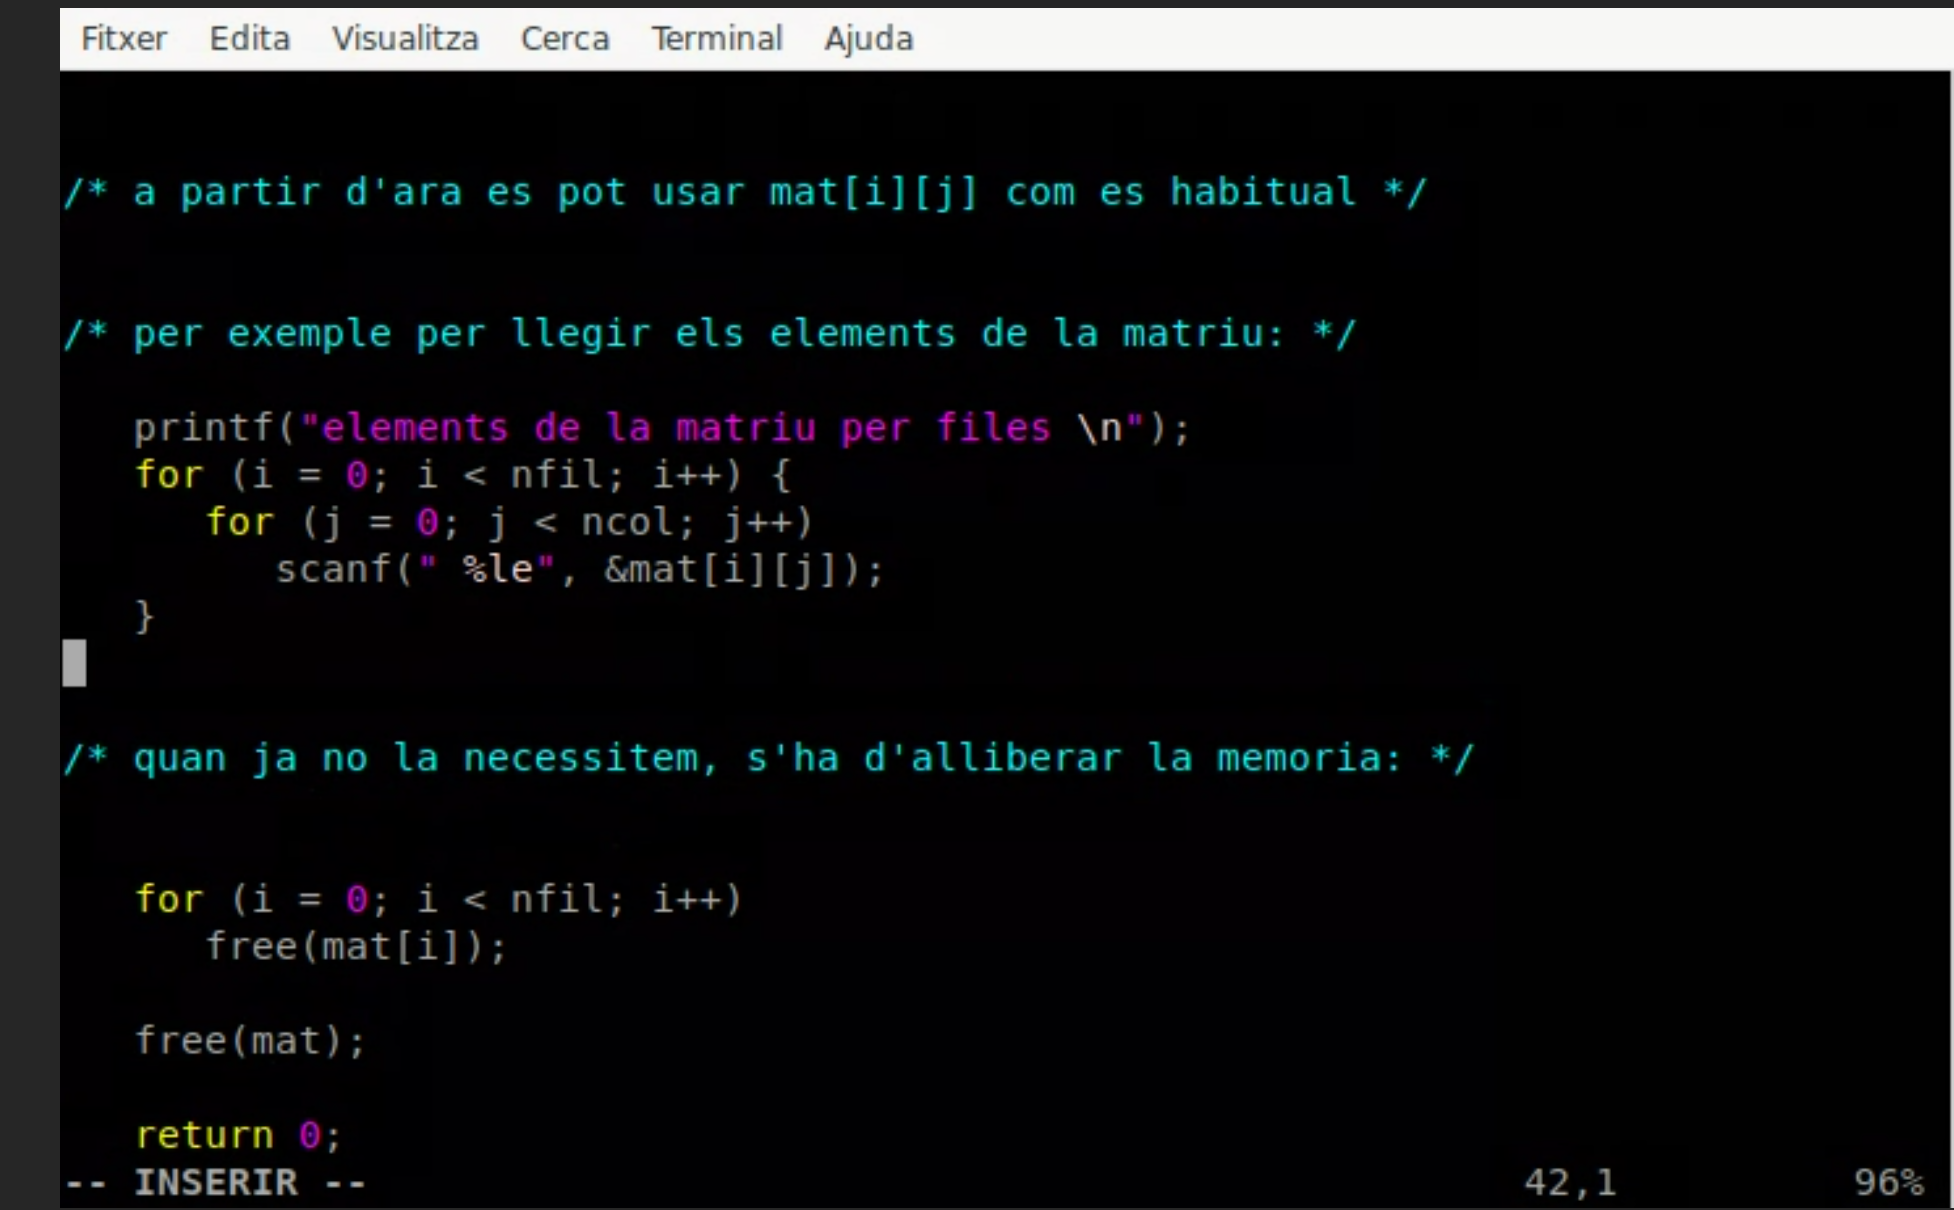 Fitxer Edita Visualitza Cerca Terminal Ajuda
/* a partir d'ara es pot usar mat[i][j] com es habitual */
/* per exemple per llegir els elements de la matriu: */
printf("elements de la matriu per files \n");
for (i = 0; i < nfil; i++) {
for (j = 0; j < ncol; j++)
scanf(" %le", &mat[i][j]);
}
/* quan ja no la necessitem, s'ha d'alliberar la memoria: */
for (i = 0; i < nfil; i++)
free(mat[i]);
free(mat);
return 0;
-- INSERIR -- 42,1 96%